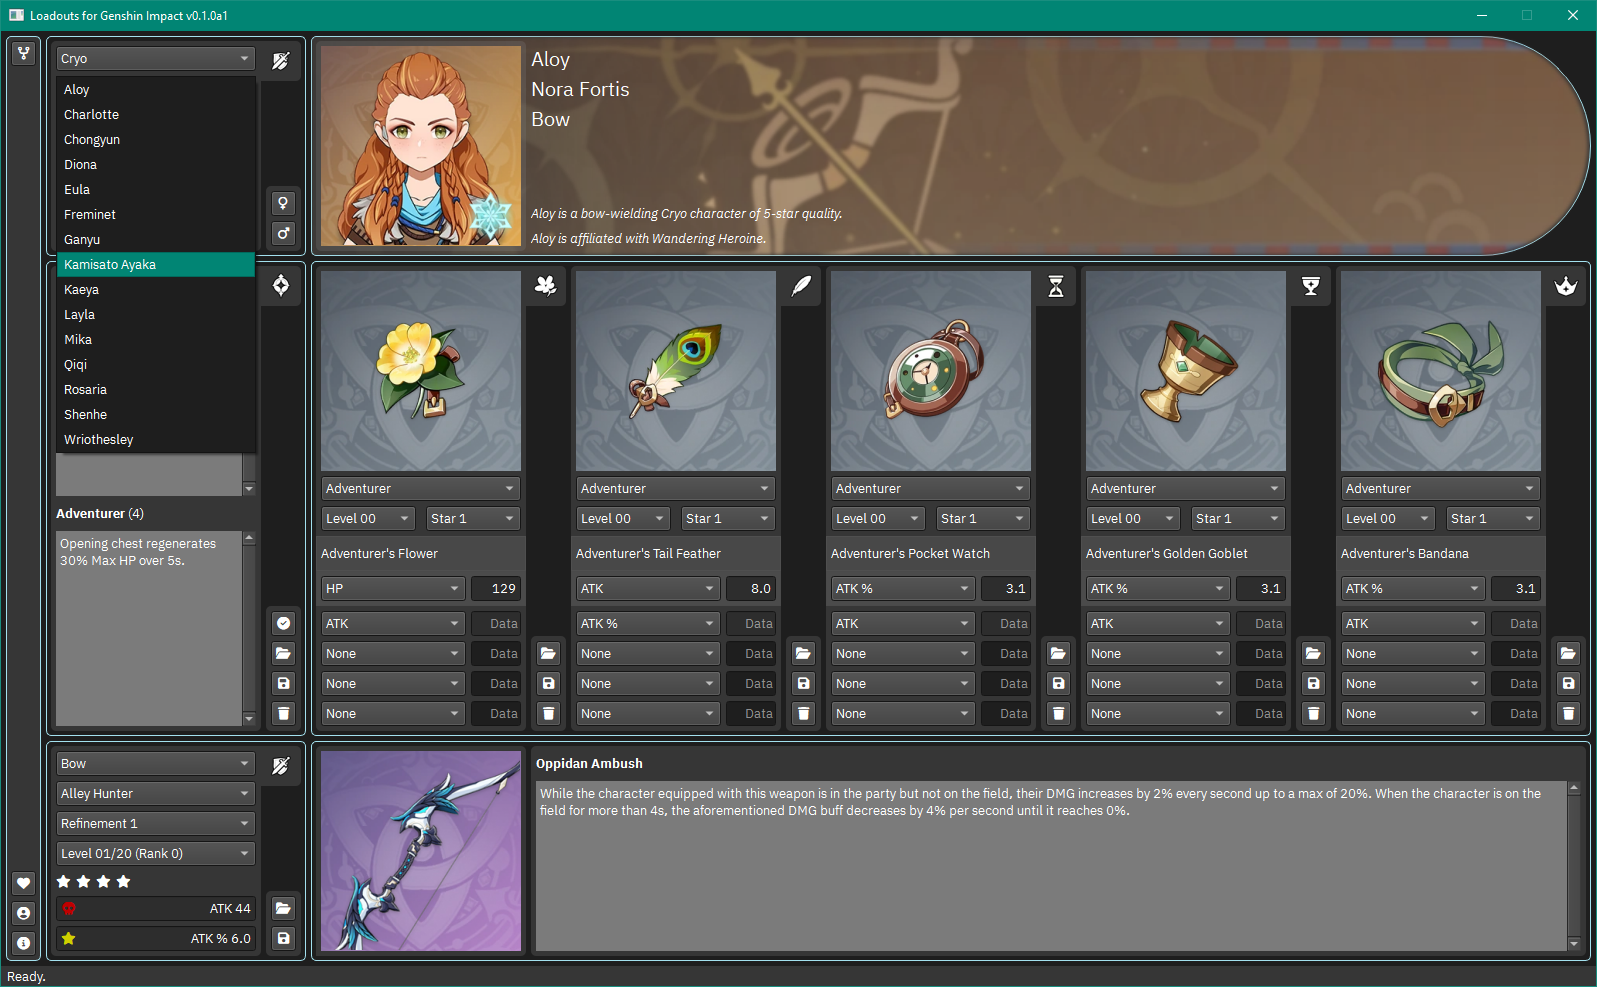 Loadouts for Genshin Impact v0.1.0a1
Cryo
Aloy
Charlotte
Chongyun
Diona
Eula
Freminet
Ganyu
Kamisato Ayaka
Kaeya
Layla
Mika
Qiqi
Rosaria
Shenhe
Wriothesley
Aloy
Nora Fortis
Bow
Aloy is a bow-wielding Cryo character of 5-star quality.
Aloy is affiliated with Wandering Heroine.
Adventurer (4)
Opening chest regenerates
30% Max HP over 5s.
Adventurer
Level 00 Star 1
Adventurer's Flower
HP 129
ATK Data
None Data
None Data
None Data
Adventurer
Level 00 Star 1
Adventurer's Tail Feather
ATK 8.0
ATK % Data
None Data
None Data
None Data
Adventurer
Level 00 Star 1
Adventurer's Pocket Watch
ATK % 3.1
ATK Data
None Data
None Data
None Data
Adventurer
Level 00 Star 1
Adventurer's Golden Goblet
ATK % 3.1
ATK Data
None Data
None Data
None Data
Adventurer
Level 00 Star 1
Adventurer's Bandana
ATK % 3.1
ATK Data
None Data
None Data
None Data
Bow
Alley Hunter
Refinement 1
Level 01/20 (Rank 0)
ATK 44
ATK % 6.0
Oppidan Ambush
While the character equipped with this weapon is in the party but not on the field, their DMG increases by 2% every second up to a max of 20%. When the character is on the
field for more than 4s, the aforementioned DMG buff decreases by 4% per second until it reaches 0%.
Ready.